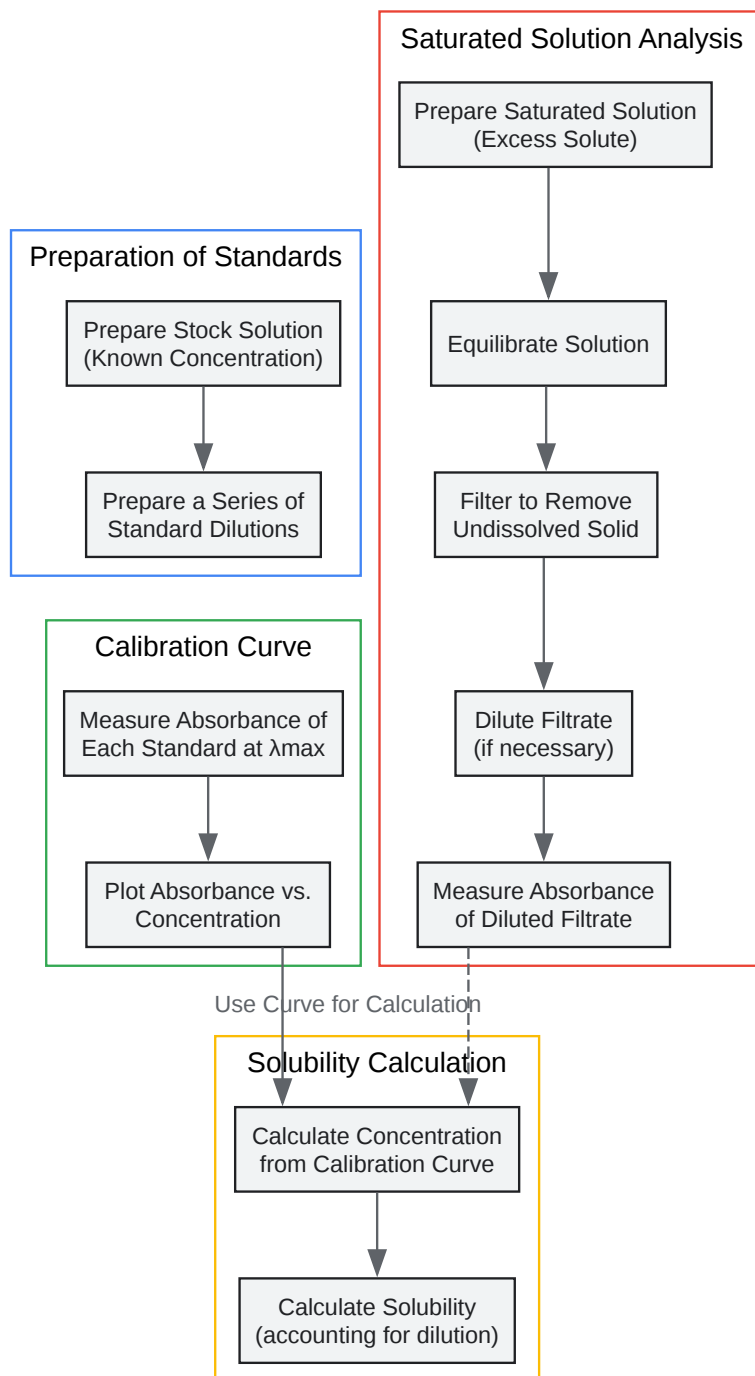 Saturated Solution Analysis
Prepare Saturated Solution
(Excess Solute)
Equilibrate Solution
Filter to Remove
Undissolved Solid
Dilute Filtrate
(if necessary)
Measure Absorbance
of Diluted Filtrate
Preparation of Standards
Prepare Stock Solution
(Known Concentration)
Prepare a Series of
Standard Dilutions
Calibration Curve
Measure Absorbance of
Each Standard at λmax
Plot Absorbance vs.
Concentration
Use Curve for Calculation
Solubility Calculation
Calculate Concentration
from Calibration Curve
Calculate Solubility
(accounting for dilution)